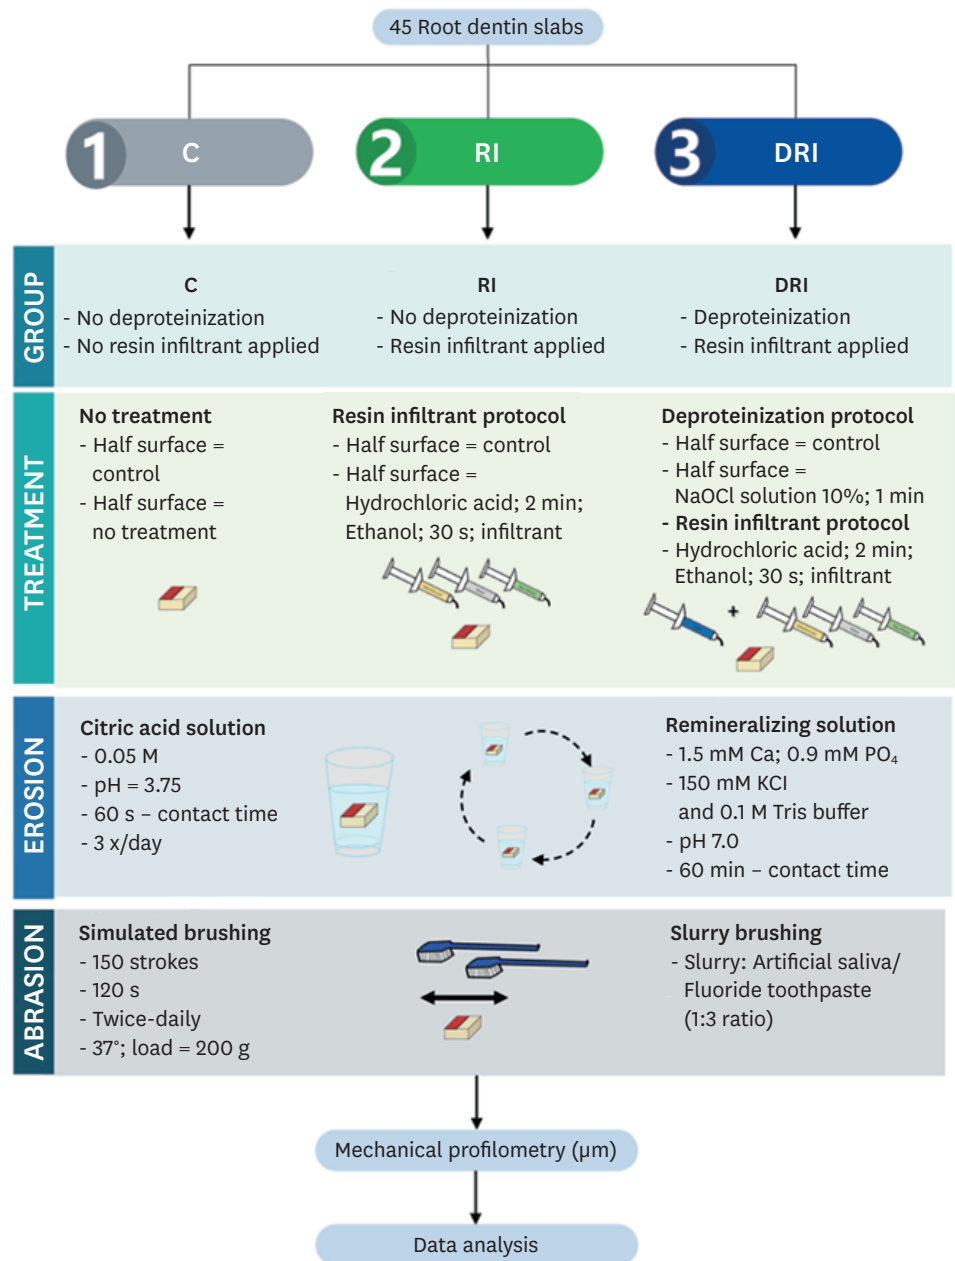 45 Root dentin slabs
1 C
2 RI
3 DRI
GROUP
C
- No deproteinization
- No resin infiltrant applied
RI
- No deproteinization
- Resin infiltrant applied
DRI
- Deproteinization
- Resin infiltrant applied
TREATMENT
No treatment
- Half surface =
control
- Half surface =
no treatment
Resin infiltrant protocol
- Half surface = control
- Half surface =
Hydrochloric acid; 2 min;
Ethanol; 30 s; infiltrant
Deproteinization protocol
- Half surface = control
- Half surface =
NaOCl solution 10%; 1 min
- Resin infiltrant protocol
- Hydrochloric acid; 2 min;
Ethanol; 30 s; infiltrant
+
EROSION
Citric acid solution
- 0.05 M
- pH = 3.75
- 60 s – contact time
- 3 x/day
Remineralizing solution
- 1.5 mM Ca; 0.9 mM PO₄
- 150 mM KCI
and 0.1 M Tris buffer
- pH 7.0
- 60 min – contact time
ABRASION
Simulated brushing
- 150 strokes
- 120 s
- Twice-daily
- 37°; load = 200 g
Slurry brushing
- Slurry: Artificial saliva/
Fluoride toothpaste
(1:3 ratio)
Mechanical profilometry (µm)
Data analysis